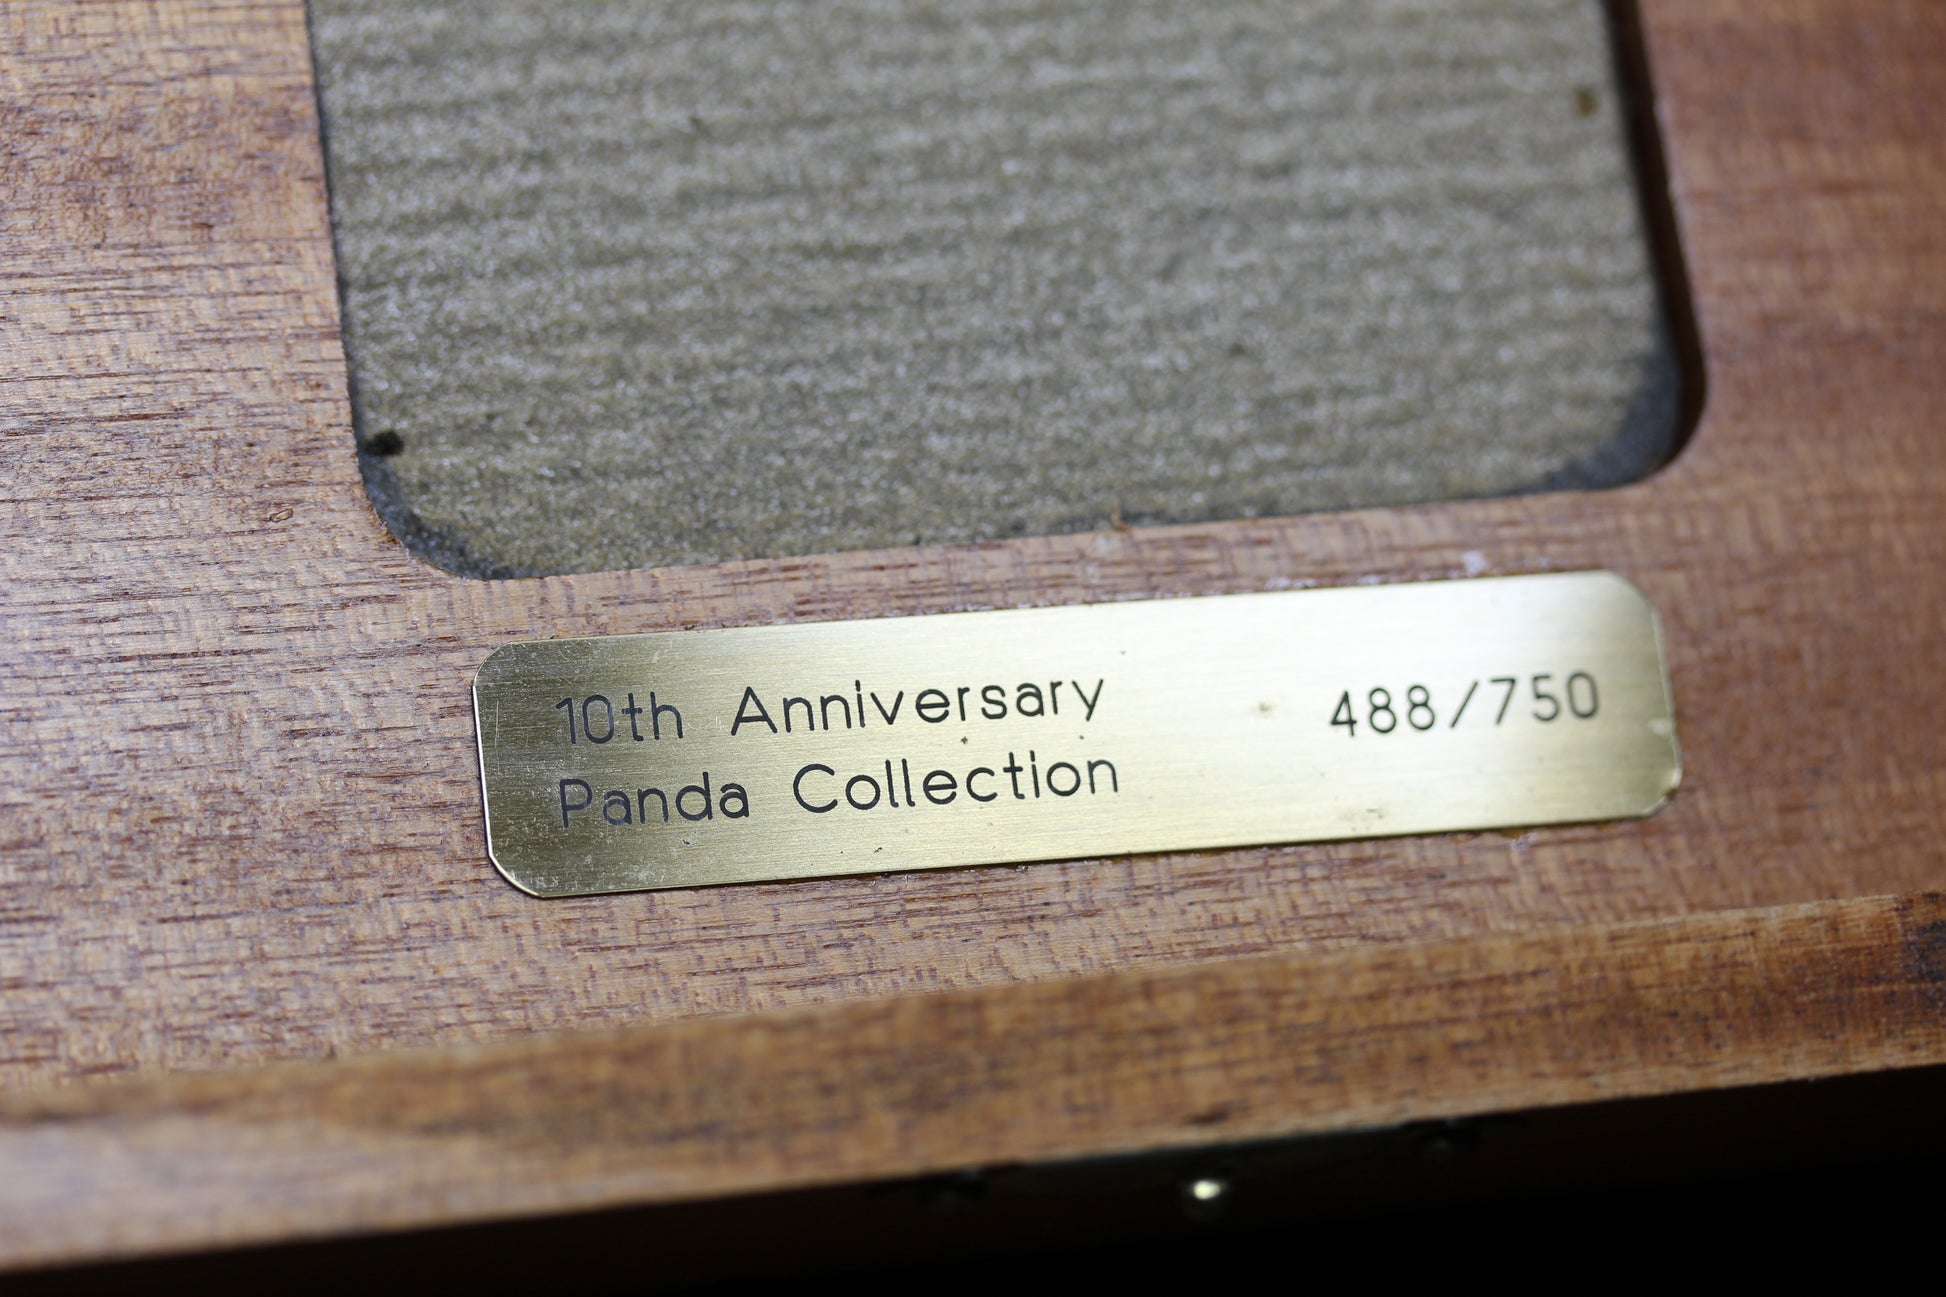 10th Anniversary 488/750
Panda Collection